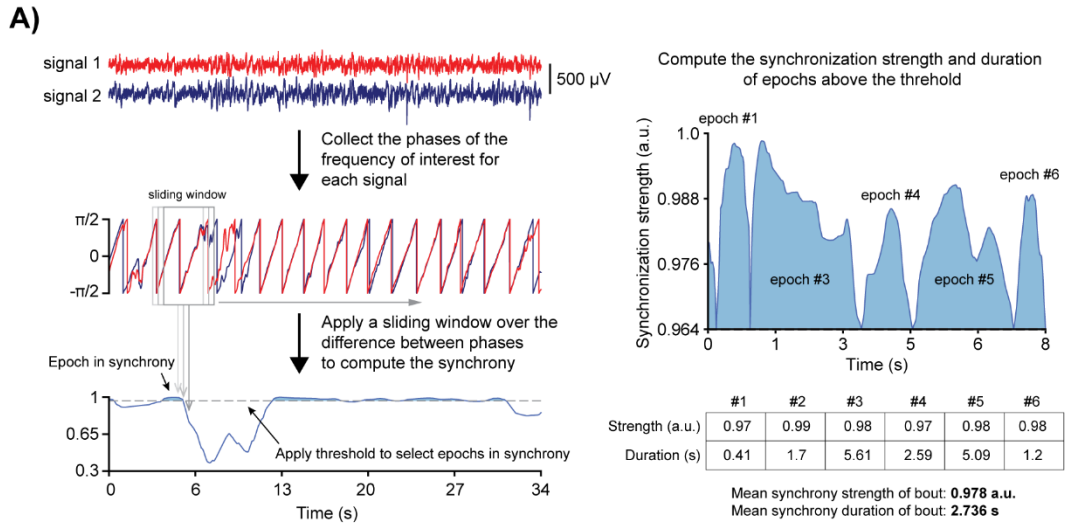 A)
signal 1
signal 2
500 µV
Collect the phases of the
frequency of interest for
each signal
sliding window
π/2
0
-π/2
Apply a sliding window over the
difference between phases
to compute the synchrony
Epoch in synchrony
1
0.65
0.3
Apply threshold to select epochs in synchrony
0 6 13 20 27 34
Time (s)
Compute the synchronization strength and duration
of epochs above the threhold
Synchronization strength (a.u.)
1.0
0.988
0.976
0.964
epoch #1
epoch #3
epoch #4
epoch #5
epoch #6
0 1 3 5 6 8
Time (s)
#1 #2 #3 #4 #5 #6
Strength (a.u.) 0.97 0.99 0.98 0.97 0.98 0.98
Duration (s) 0.41 1.7 5.61 2.59 5.09 1.2
Mean synchrony strength of bout: 0.978 a.u.
Mean synchrony duration of bout: 2.736 s